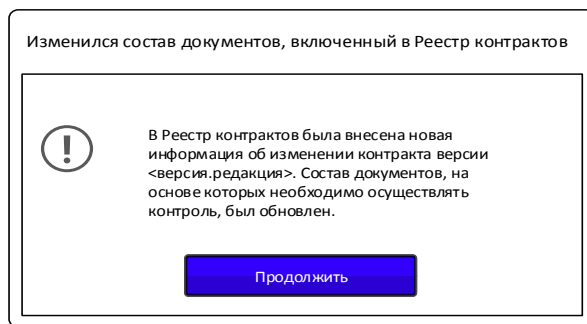 Изменился состав документов, включенный в Реестр контрактов
В Реестр контрактов была внесена новая
информация об изменении контракта версии
<версия.редакция>. Состав документов, на
основе которых необходимо осуществлять
контроль, был обновлен.
Продолжить